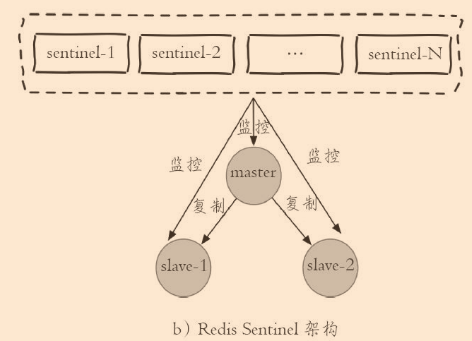 sentinel-1 sentinel-2 … sentinel-N
监控
监控 监控
master
复制 复制
slave-1 slave-2
b) Redis Sentinel 架构